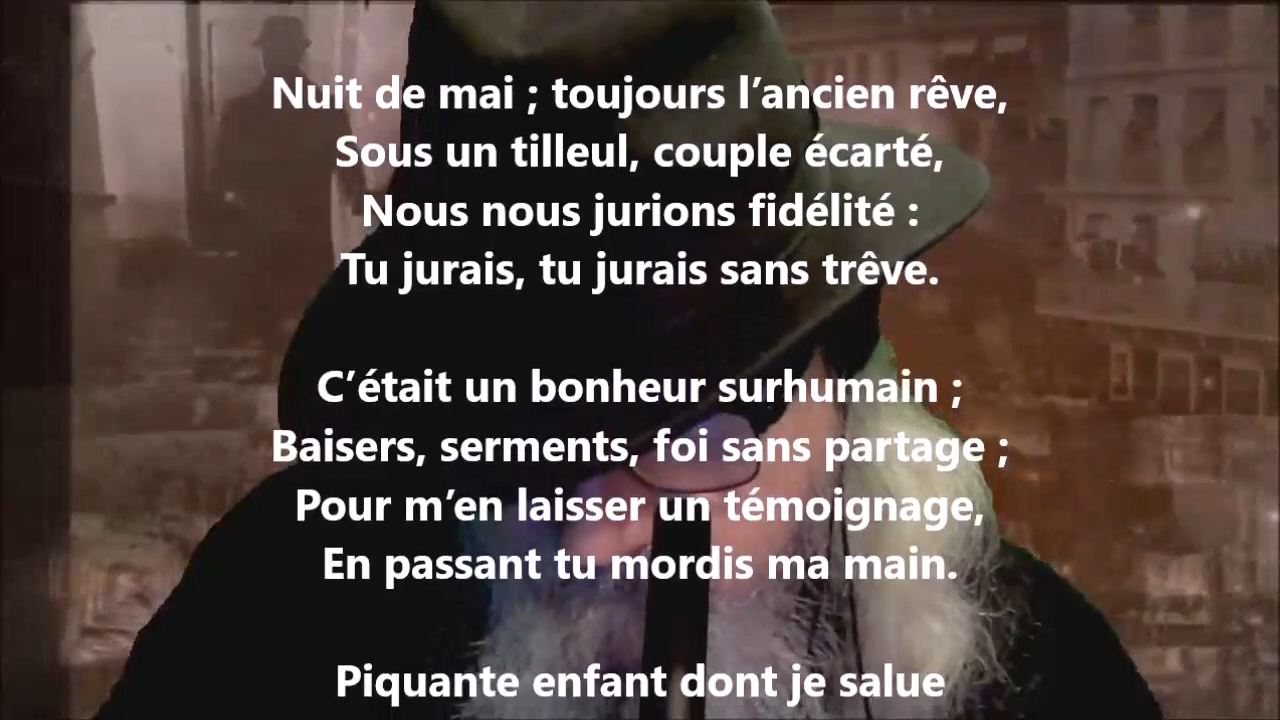 Nuit de mai ; toujours l’ancien rêve,
Sous un tilleul, couple écarté,
Nous nous jurions fidélité :
Tu jurais, tu jurais sans trêve.
C’était un bonheur surhumain ;
Baisers, serments, foi sans partage ;
Pour m’en laisser un témoignage,
En passant tu mordis ma main.
Piquante enfant dont je salue